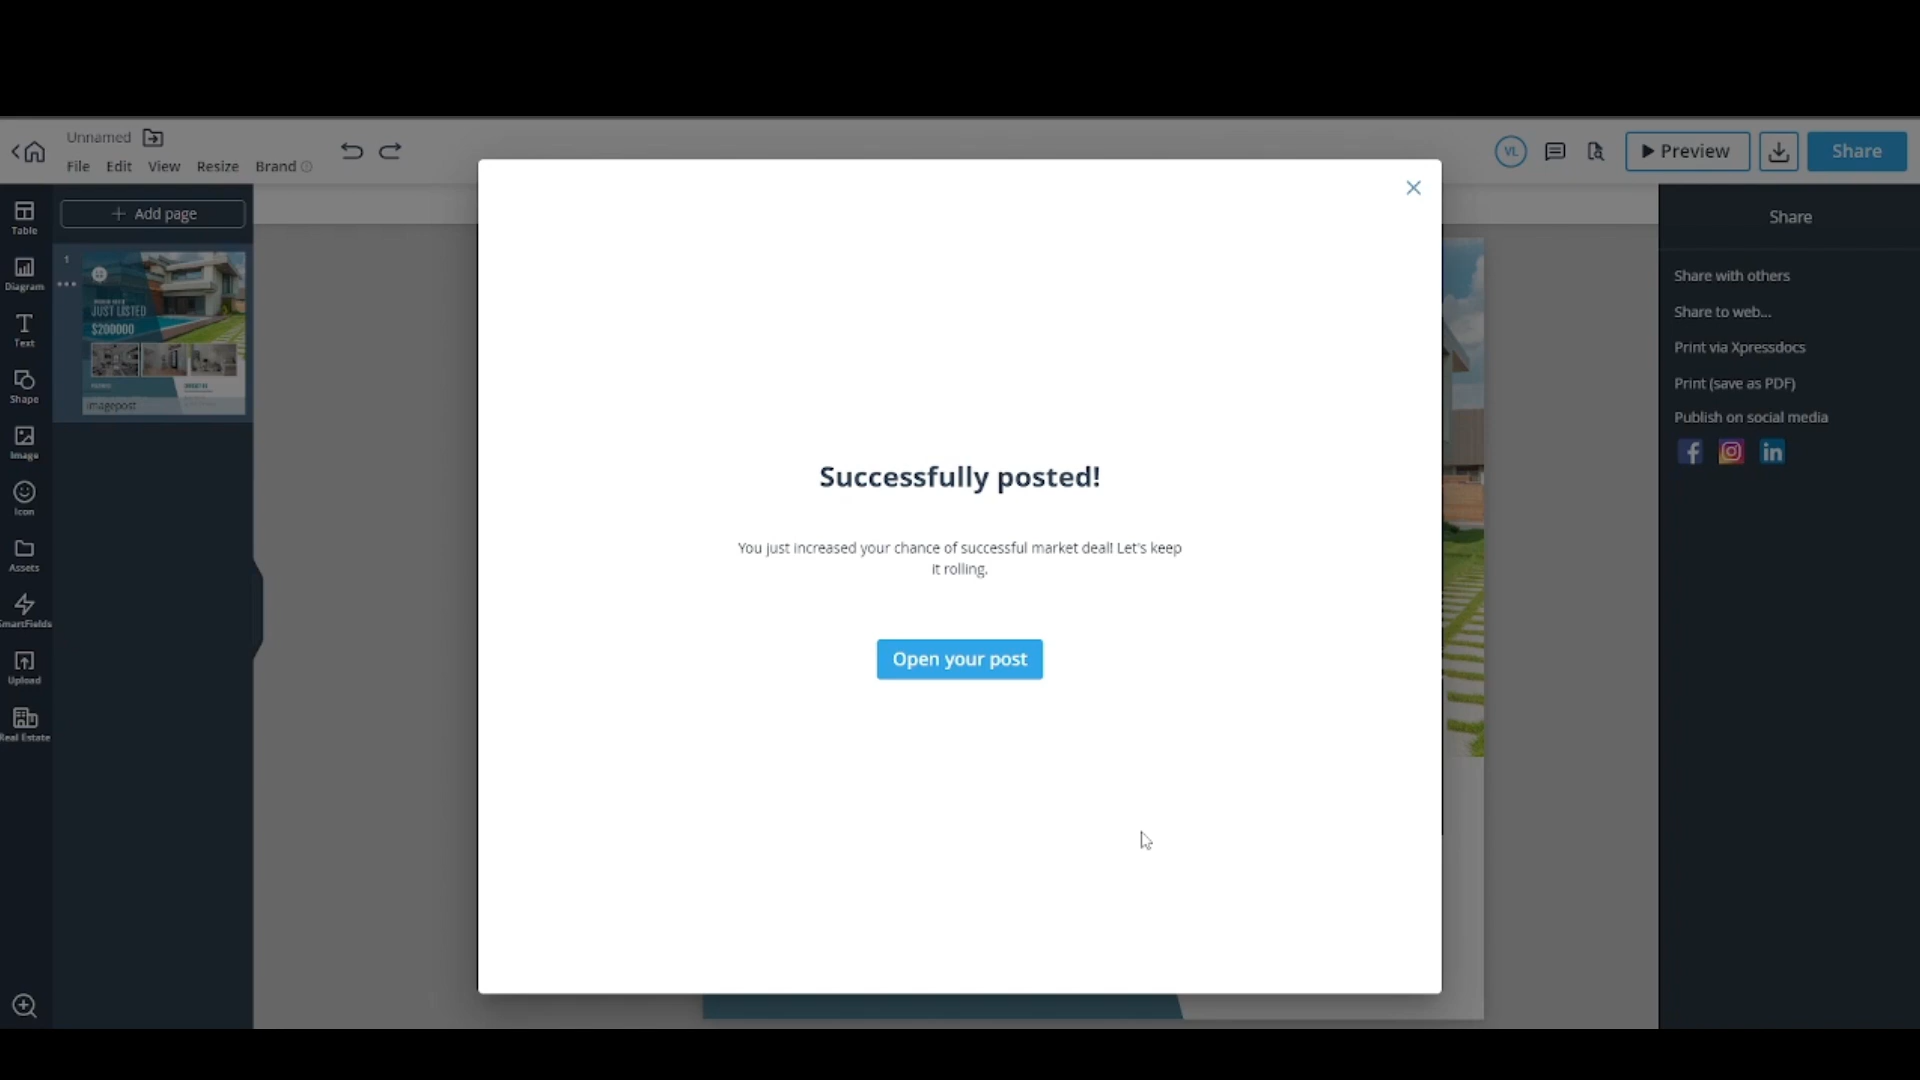 Unnamed
File Edit View Resize Brand
VL
Preview
Share
Table
Diagram
Text
Shape
Image
Icon
Assets
SmartFields
Upload
Real Estate
+ Add page
1
JUST LISTED
$200000
imagepost
Successfully posted!
You just increased your chance of successful market deal! Let's keep
it rolling.
Open your post
Share
Share with others
Share to web...
Print via Xpressdocs
Print (save as PDF)
Publish on social media